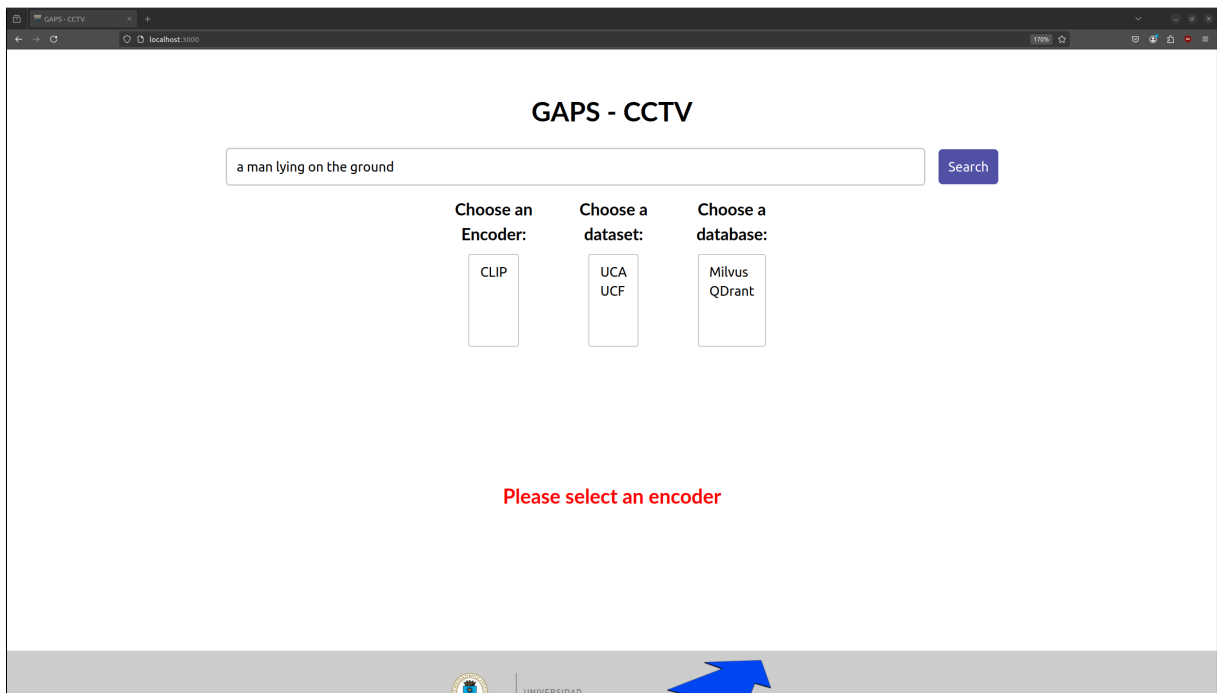 GAPS - CCTV
localhost:3000
170%
GAPS - CCTV
a man lying on the ground
Search
Choose an
Encoder:
Choose a
dataset:
Choose a
database:
CLIP
UCA
UCF
Milvus
QDrant
Please select an encoder
UNIVERSIDAD